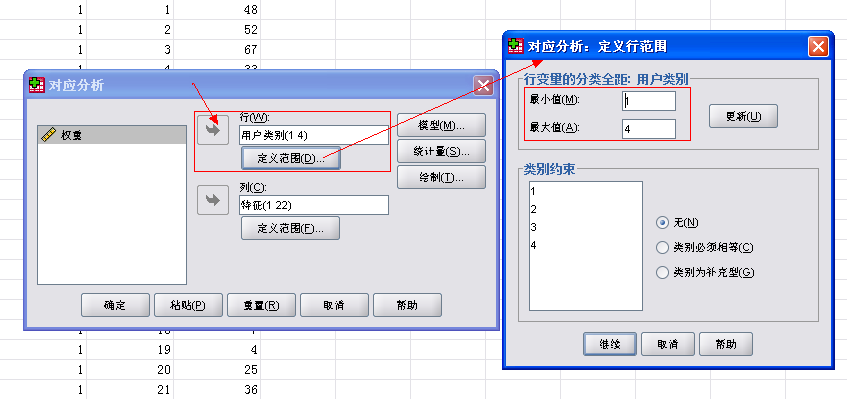 1 1 48
1 2 52
1 3 67
对应分析
权重
行(W):
用户类别(1 4)
定义范围(D)...
列(C):
特征(1 22)
定义范围(F)...
模型(M)...
统计量(S)...
绘制(T)...
确定
粘贴(P)
重置(R)
取消
帮助
1 19 4
1 20 25
1 21 36
对应分析：定义行范围
行变量的分类全距: 用户类别
最小值(M):
1
最大值(A):
4
更新(U)
类别约束
1
2
3
4
无(N)
类别必须相等(C)
类别为补充型(G)
继续
取消
帮助